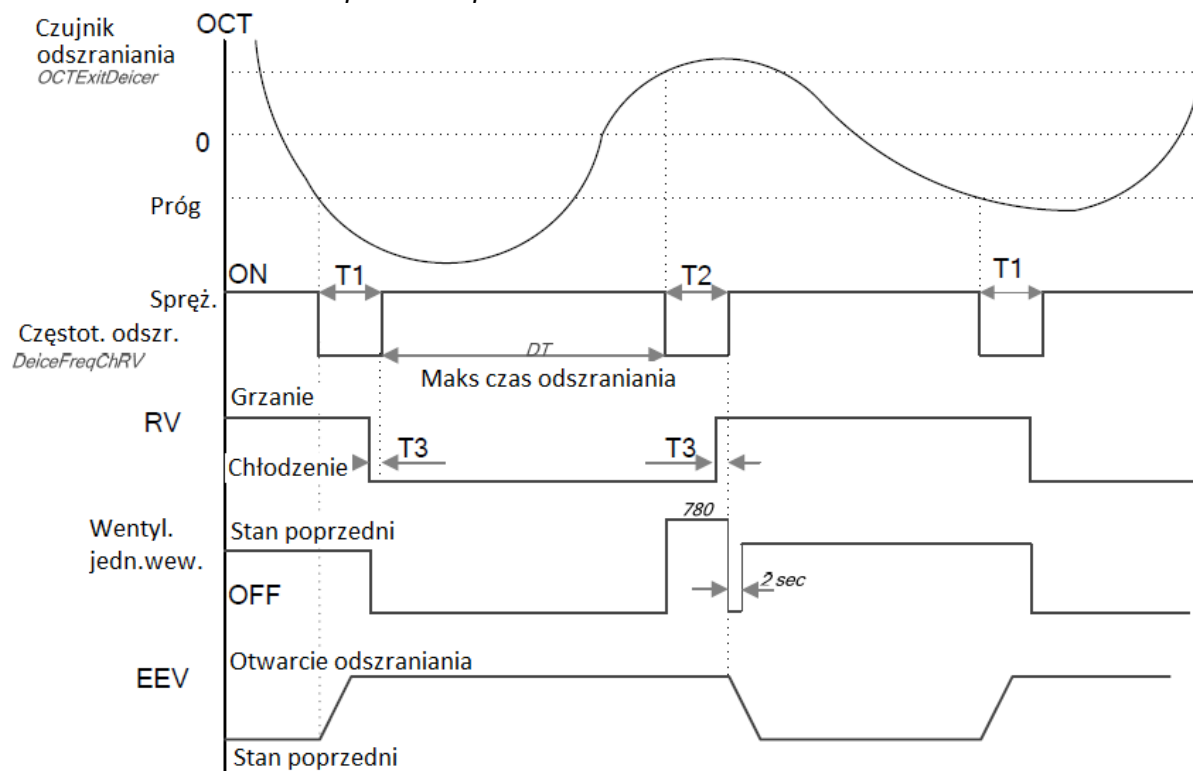 Czujnik
odszraniania
OCTExitDeicer
OCT
0
Próg
ON
T1
T2
T1
Spręż.
Częstot. odszr.
DeiceFreqChRV
DT
Maks czas odszraniania
Grzanie
RV
T3
T3
Chłodzenie
780
Wentyl.
jedn.wew.
Stan poprzedni
2 sec
OFF
Otwarcie odszraniania
EEV
Stan poprzedni